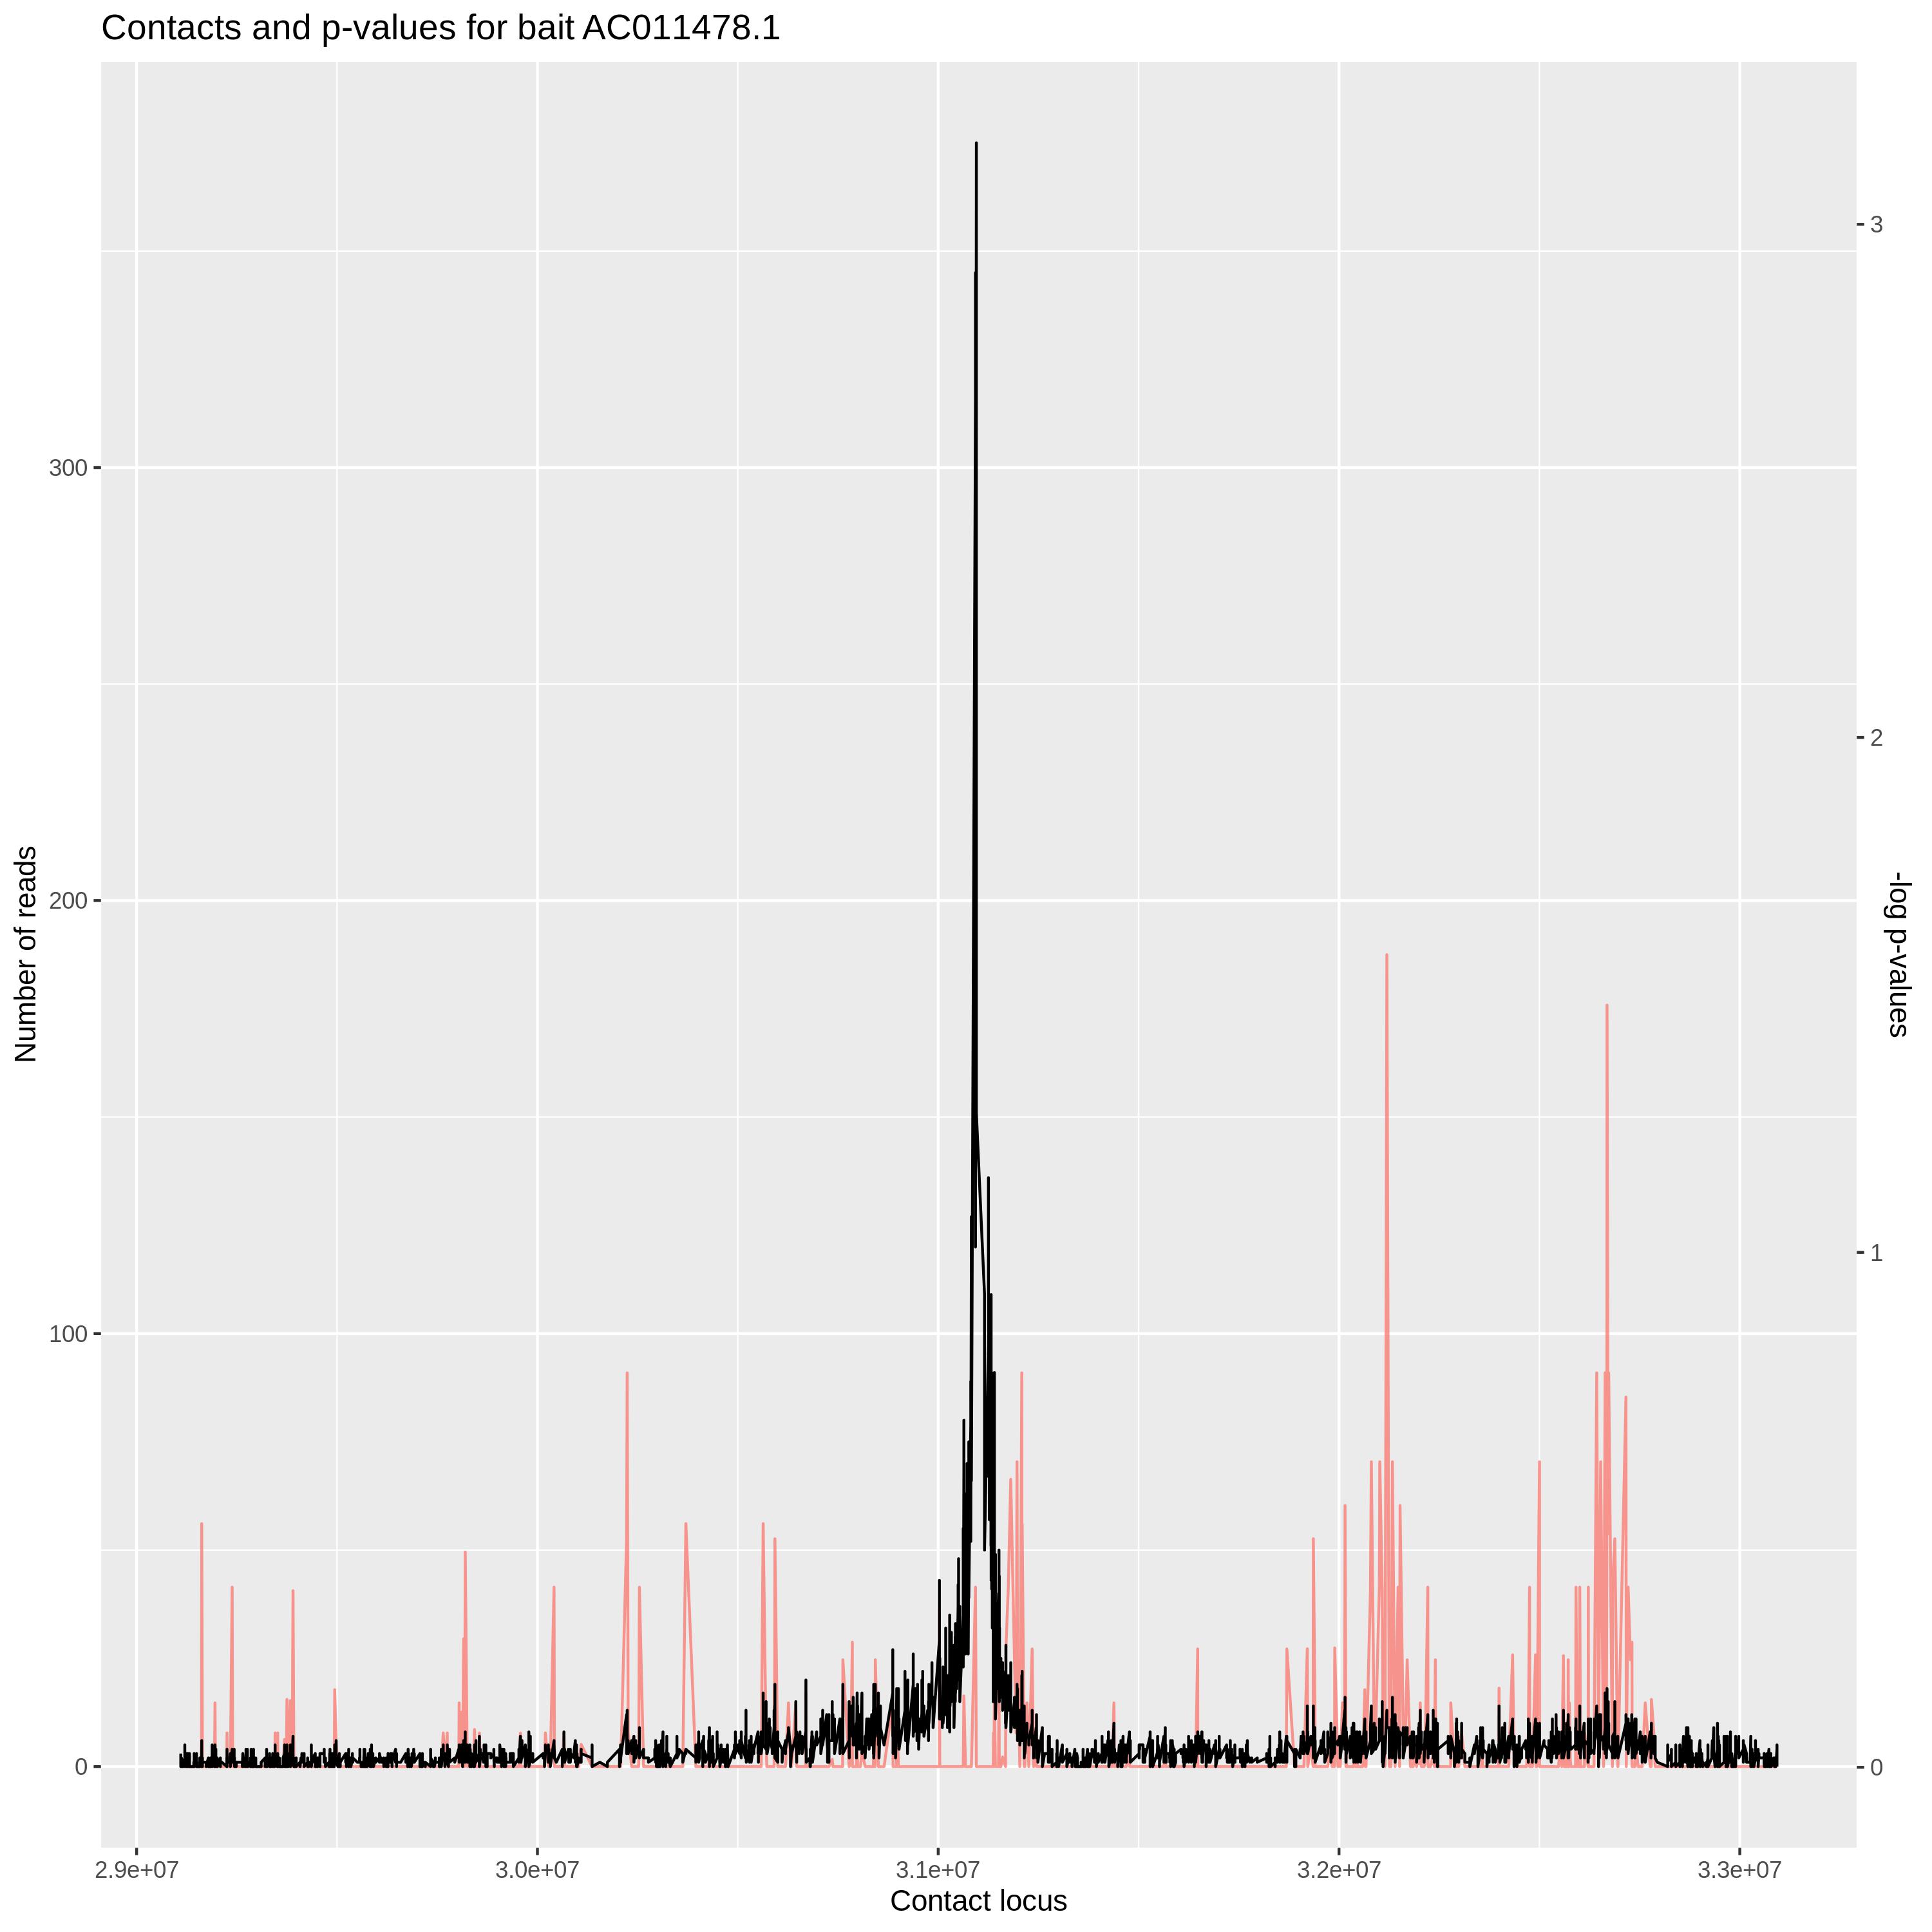 Contacts and p-values for bait AC011478.1
Number of reads
300
200
100
0
3
2
1
0
-log p-values
2.9e+07
3.0e+07
3.1e+07
3.2e+07
3.3e+07
Contact locus